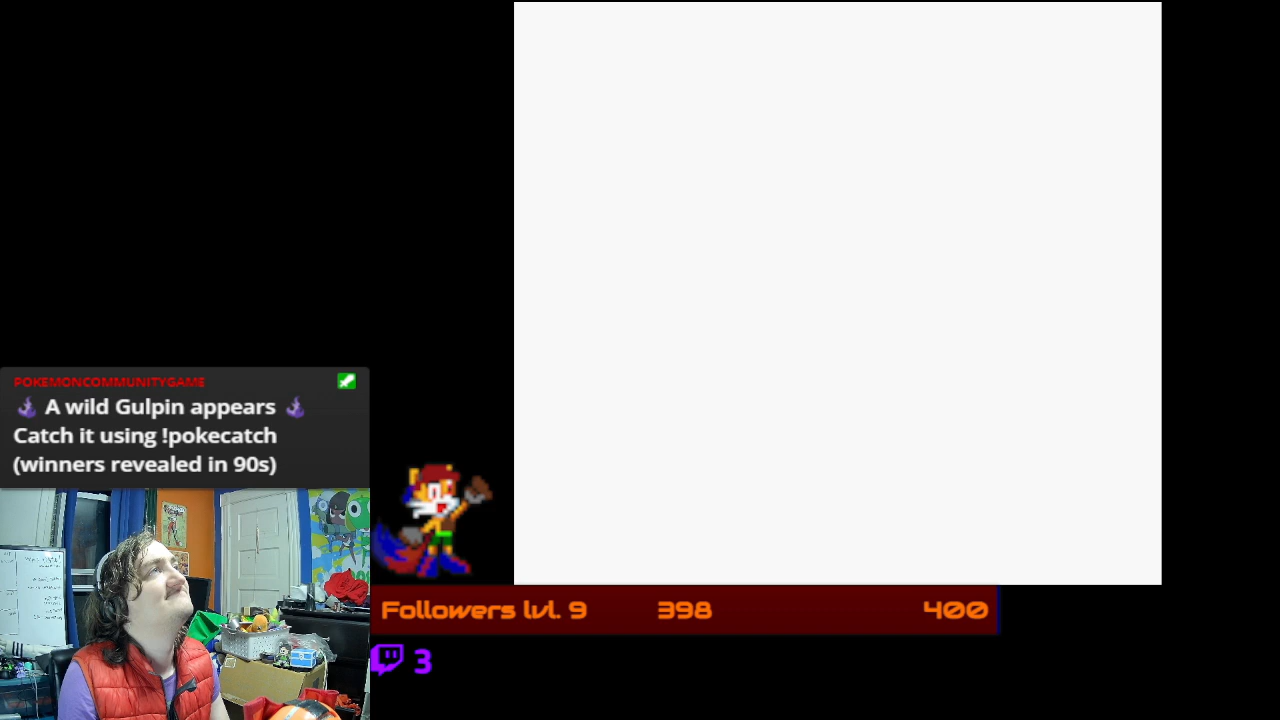 POKEMONCOMMUNITYGAME
A wild Gulpin appears
Catch it using !pokecatch
(winners revealed in 90s)
Followers lvl. 9 398 400
3